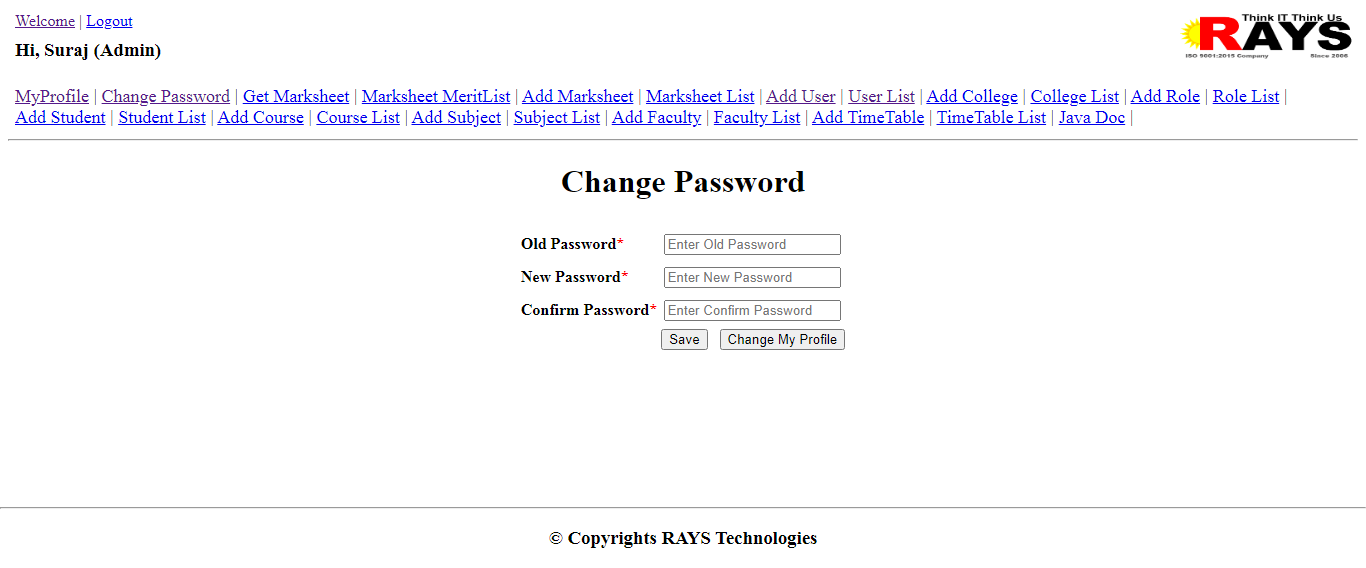 Welcome | Logout
Think IT Think Us
RAYS
ISO 9001:2015 Company Since 2006
Hi, Suraj (Admin)
MyProfile | Change Password | Get Marksheet | Marksheet MeritList | Add Marksheet | Marksheet List | Add User | User List | Add College | College List | Add Role | Role List |
Add Student | Student List | Add Course | Course List | Add Subject | Subject List | Add Faculty | Faculty List | Add TimeTable | TimeTable List | Java Doc |
Change Password
Old Password* Enter Old Password
New Password* Enter New Password
Confirm Password* Enter Confirm Password
Save Change My Profile
© Copyrights RAYS Technologies